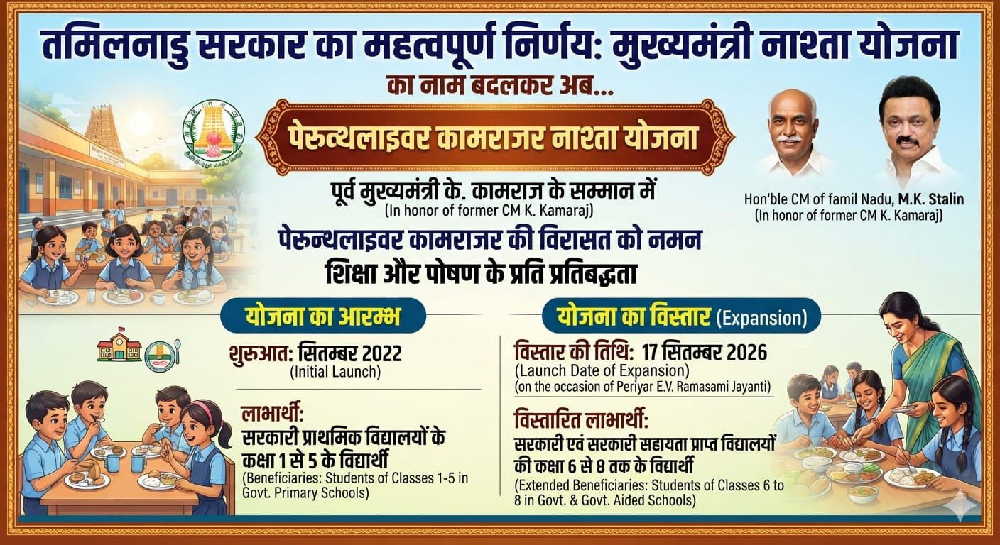 तमिलनाडु सरकार का महत्वपूर्ण निर्णय: मुख्यमंत्री नाश्ता योजना
का नाम बदलकर अब...
पेरुन्थलाइवर कामराजर नाश्ता योजना
पूर्व मुख्यमंत्री के. कामराज के सम्मान में
(In honor of former CM K. Kamaraj)
Hon'ble CM of famil Nadu, M.K. Stalin
(In honor of former CM K. Kamaraj)
पेरुन्थलाइवर कामराजर की विरासत को नमन
शिक्षा और पोषण के प्रति प्रतिबद्धता
योजना का आरम्भ
शुरुआत: सितम्बर 2022
(Initial Launch)
लाभार्थी:
सरकारी प्राथमिक विद्यालयों के
कक्षा 1 से 5 के विद्यार्थी
(Beneficiaries: Students of Classes 1-5 in
Govt. Primary Schools)
योजना का विस्तार (Expansion)
विस्तार की तिथि: 17 सितम्बर 2026
(Launch Date of Expansion)
(on the occasion of Periyar E.V. Ramasami Jayanti)
विस्तारित लाभार्थी:
सरकारी एवं सरकारी सहायता प्राप्त विद्यालयों
की कक्षा 6 से 8 तक के विद्यार्थी
(Extended Beneficiaries: Students of Classes 6 to
8 in Govt. & Govt. Aided Schools)